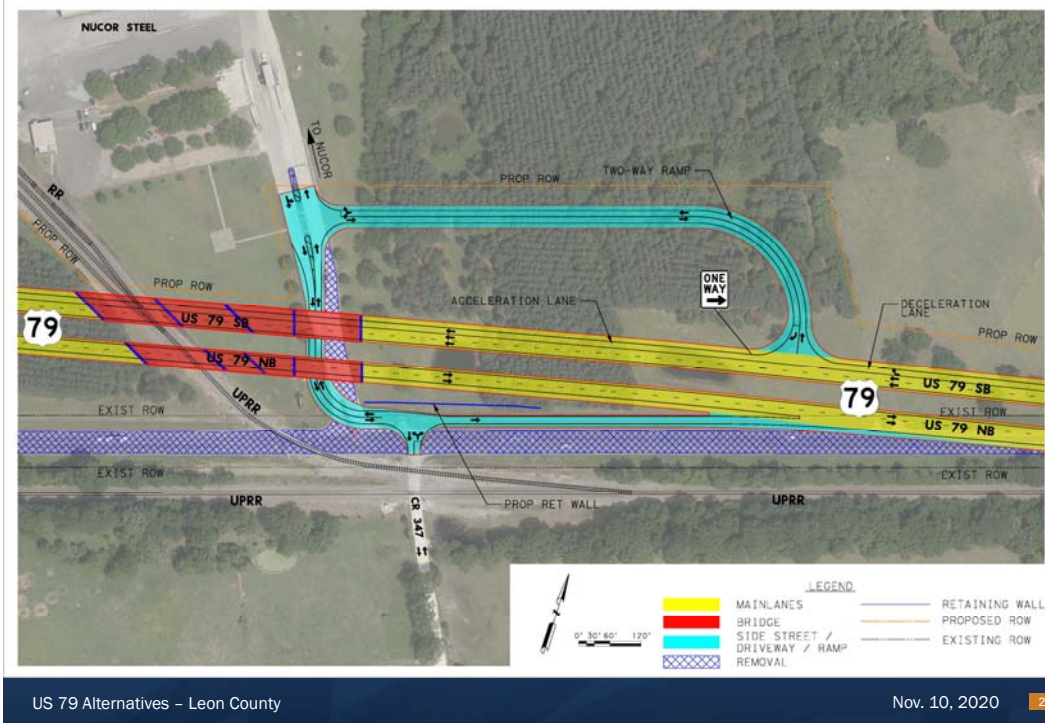 NUCOR STEEL
TO NUCOR
RR
PROP ROW
TWO-WAY RAMP
PROP ROW
PROP ROW
ONE
WAY
ACCELERATION LANE
DECELERATION
LANE
PROP ROW
79
US 79 SB
US 79 NB
79
US 79 SB
EXIST ROW
UPRR
EXIST ROW
US 79 NB
EXIST ROW
EXIST ROW
UPRR
PROP RET WALL
UPRR
CR 347
LEGEND
MAINLANES
BRIDGE
SIDE STREET /
DRIVEWAY / RAMP
REMOVAL
RETAINING WALL
PROPOSED ROW
EXISTING ROW
0' 30' 60' 120'
US 79 Alternatives – Leon County
Nov. 10, 2020
2